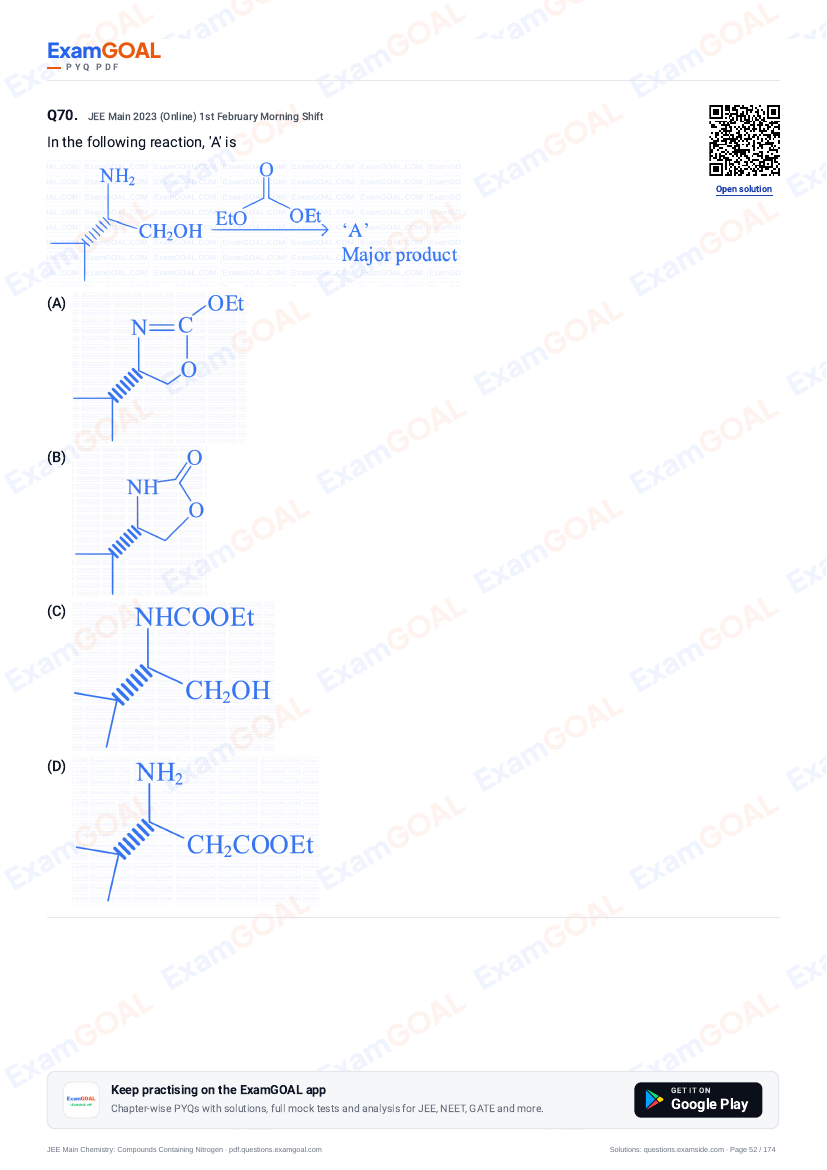 ExamGOAL
PYQ PDF
Q70. JEE Main 2023 (Online) 1st February Morning Shift
In the following reaction, 'A' is
Open solution
NH₂
CH₂OH
O
EtO
OEt
‘A’
Major product
(A)
OEt
N
C
O
(B)
O
NH
O
(C)
NHCOOEt
CH₂OH
(D)
NH₂
CH₂COOEt
Keep practising on the ExamGOAL app
Chapter-wise PYQs with solutions, full mock tests and analysis for JEE, NEET, GATE and more.
GET IT ON
Google Play
JEE Main Chemistry: Compounds Containing Nitrogen · pdf.questions.examgoal.com
Solutions: questions.examside.com · Page 52 / 174